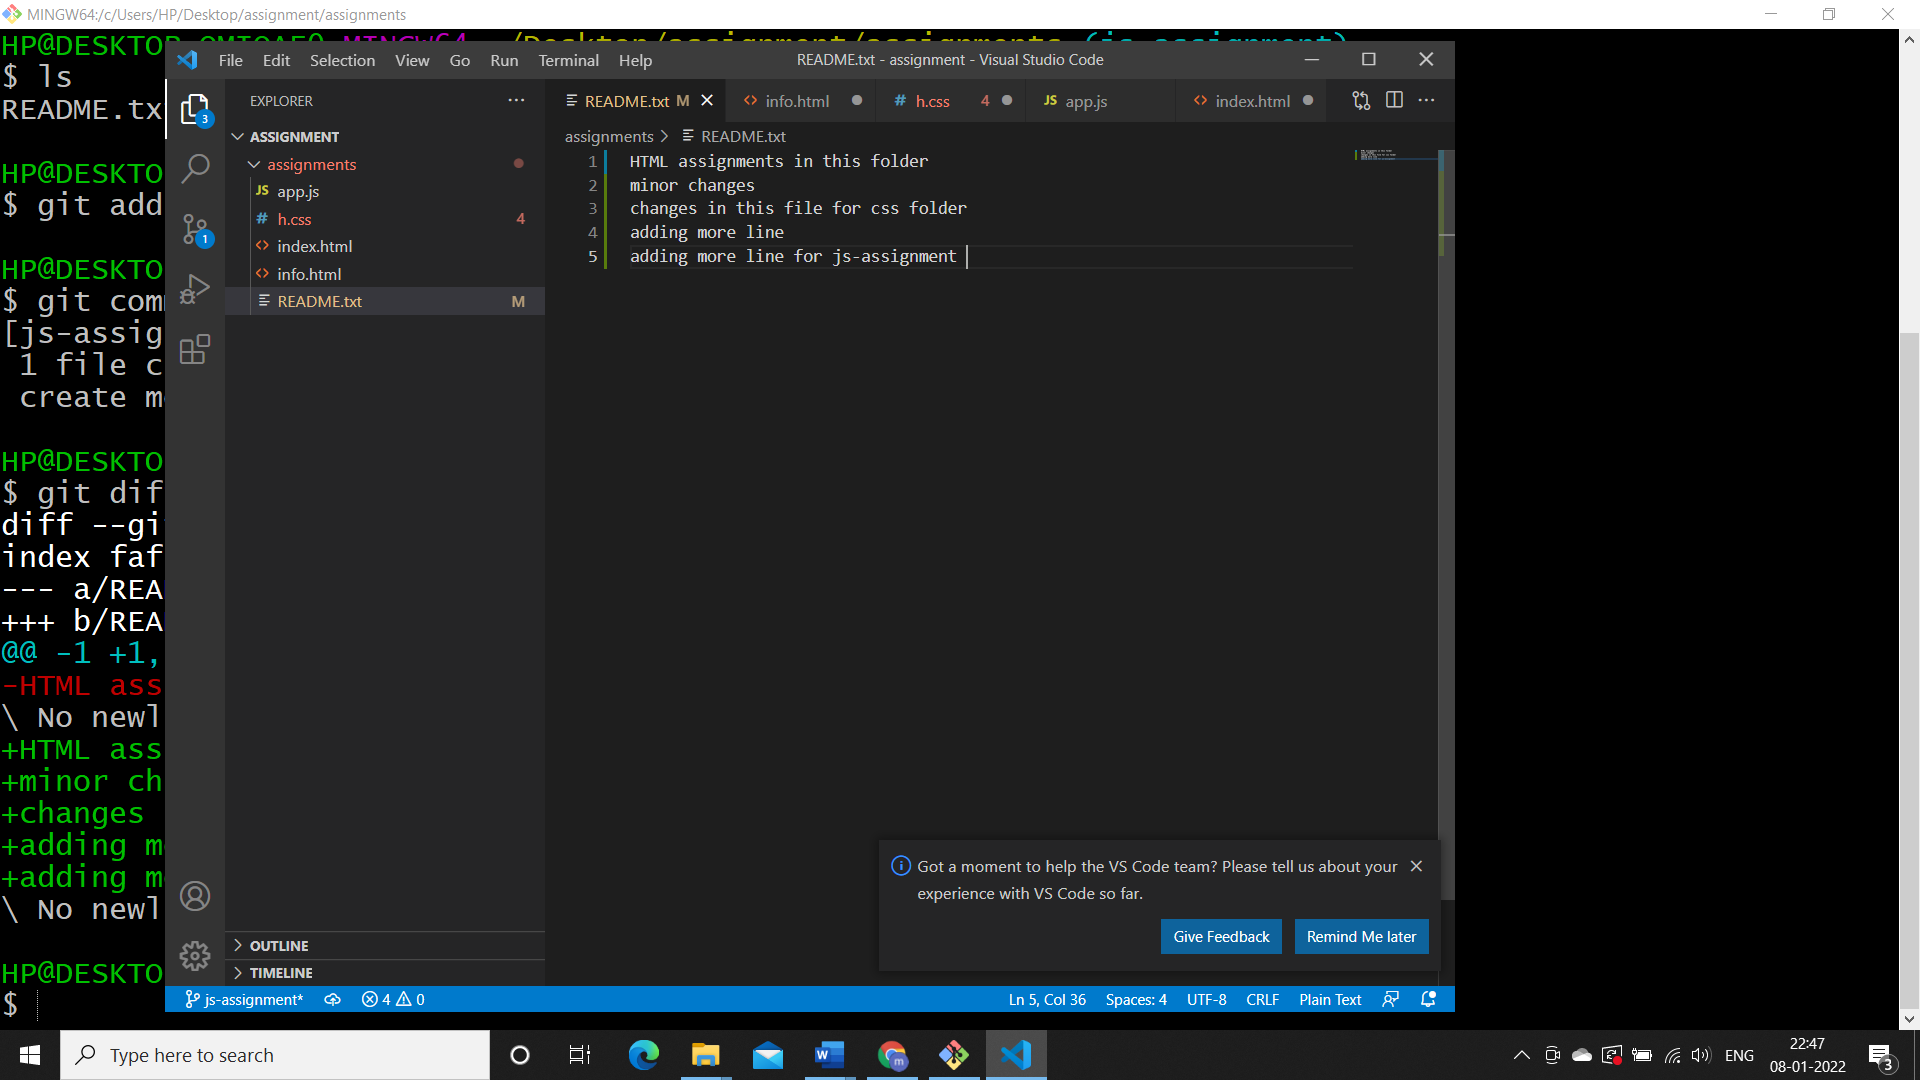 MINGW64:/c/Users/HP/Desktop/assignment/assignments
$ ls
README.tx
HP@DESKTO
$ git add
HP@DESKTO
$ git com
[js-assig
1 file c
create m
HP@DESKTO
$ git dif
diff --gi
index faf
--- a/REA
+++ b/REA
@@ -1 +1,
-HTML ass
\ No newl
+HTML ass
+minor ch
+changes
+adding m
+adding m
\ No newl
HP@DESKTO
$
File Edit Selection View Go Run Terminal Help
README.txt - assignment - Visual Studio Code
EXPLORER
ASSIGNMENT
assignments
JS app.js
# h.css 4
<> index.html
<> info.html
README.txt M
OUTLINE
TIMELINE
3
1
README.txt M
<> info.html
# h.css 4
JS app.js
<> index.html
assignments > README.txt
1 HTML assignments in this folder
2 minor changes
3 changes in this file for css folder
4 adding more line
5 adding more line for js-assignment
Got a moment to help the VS Code team? Please tell us about your
experience with VS Code so far.
Give Feedback Remind Me later
js-assignment* 4 0 Ln 5, Col 36 Spaces: 4 UTF-8 CRLF Plain Text
Type here to search
ENG
22:47
08-01-2022
3